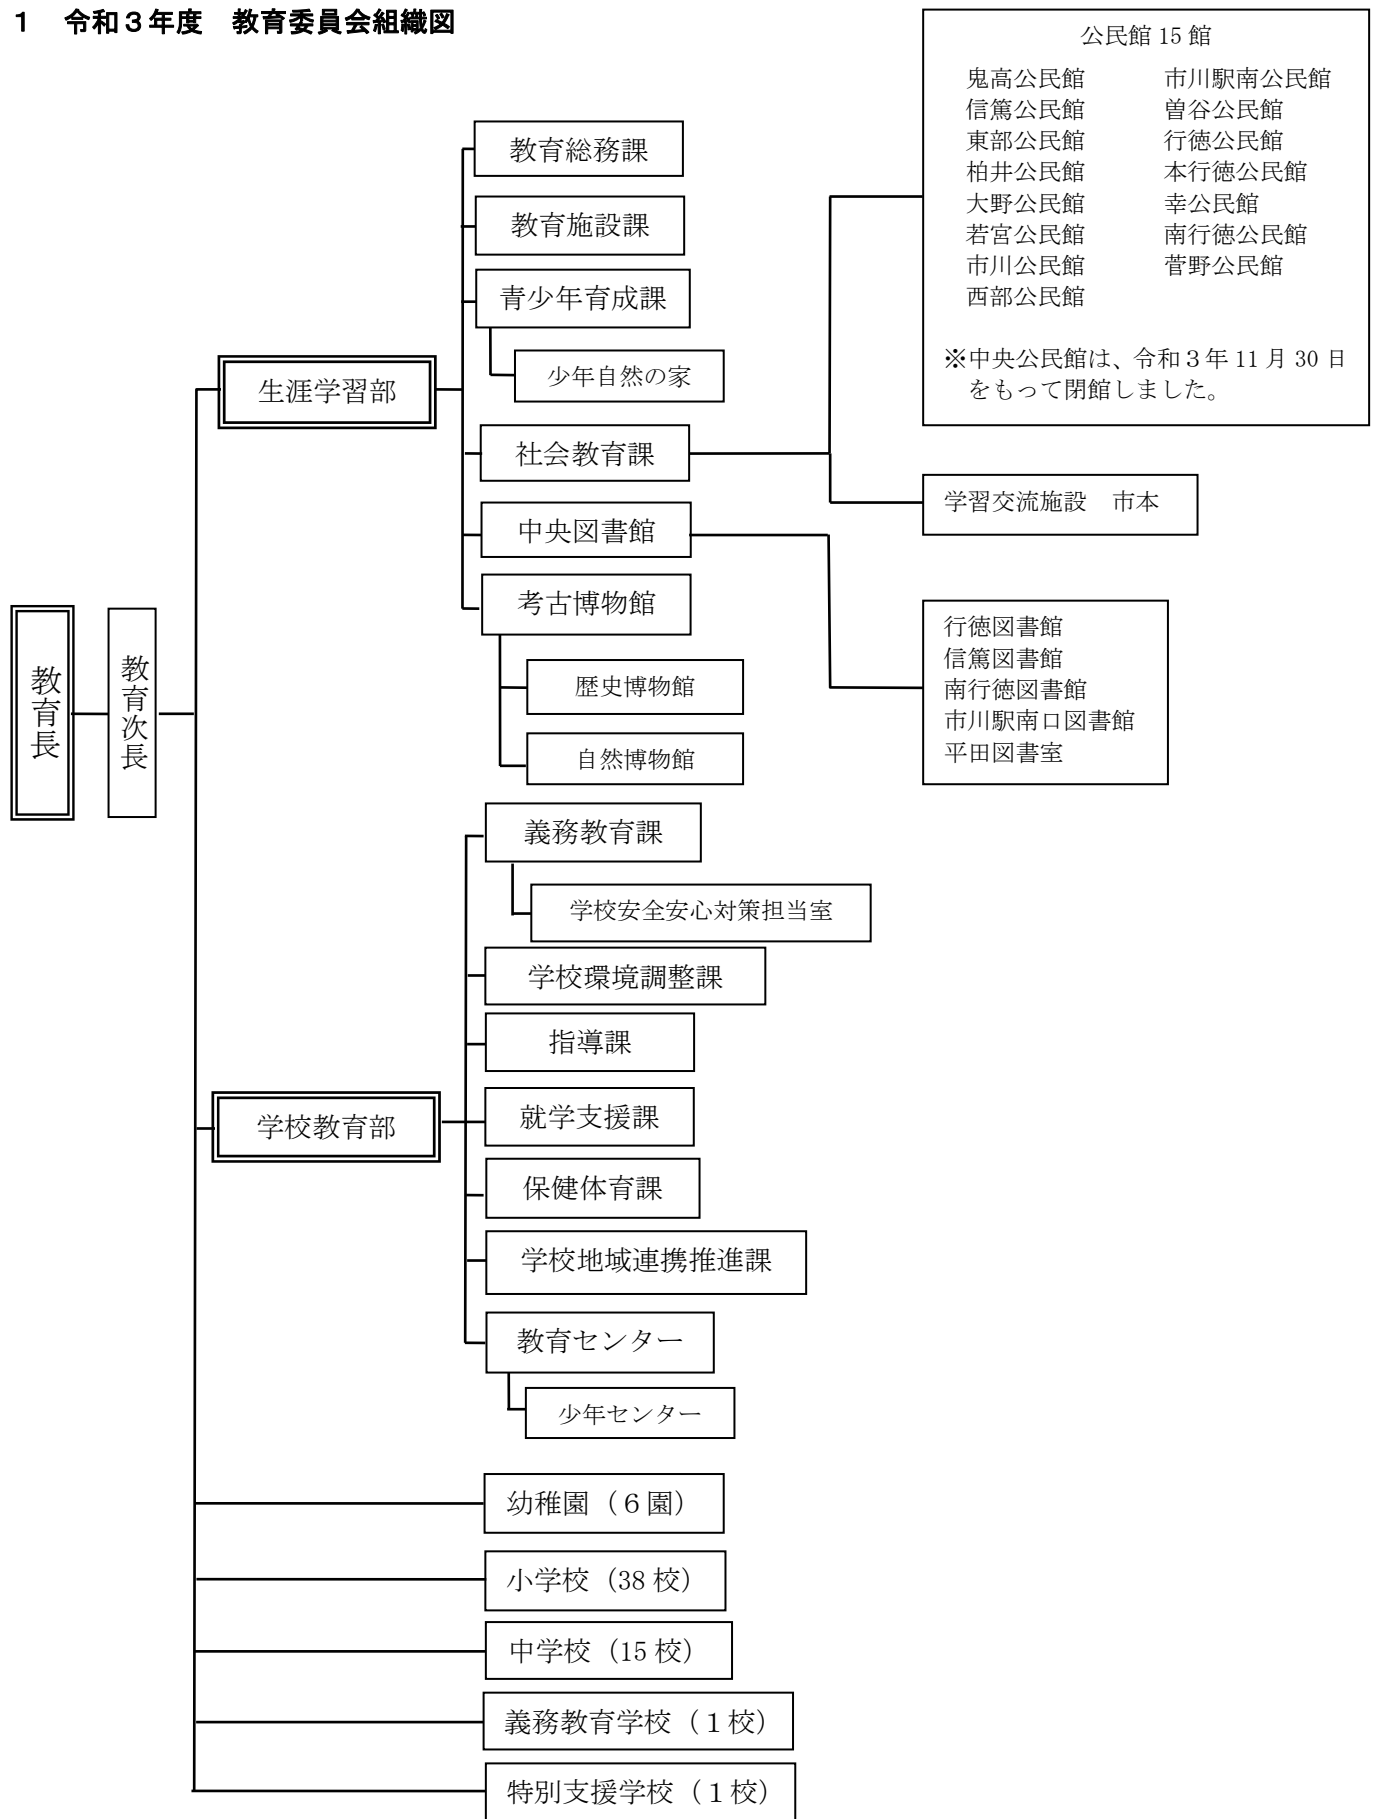 1　令和３年度　教育委員会組織図
公民館 15 館
鬼高公民館　市川駅南公民館
信篤公民館　曽谷公民館
東部公民館　行徳公民館
柏井公民館　本行徳公民館
大野公民館　幸公民館
若宮公民館　南行徳公民館
市川公民館　菅野公民館
西部公民館
※中央公民館は、令和３年 11 月 30 日
をもって閉館しました。
教育長
教育次長
生涯学習部
教育総務課
教育施設課
青少年育成課
少年自然の家
社会教育課
学習交流施設　市本
中央図書館
行徳図書館
信篤図書館
南行徳図書館
市川駅南口図書館
平田図書室
考古博物館
歴史博物館
自然博物館
学校教育部
義務教育課
学校安全安心対策担当室
学校環境調整課
指導課
就学支援課
保健体育課
学校地域連携推進課
教育センター
少年センター
幼稚園（６園）
小学校（38 校）
中学校（15 校）
義務教育学校（１校）
特別支援学校（１校）